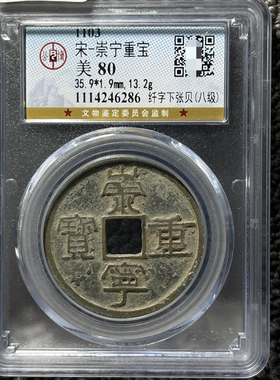 1103
宋-崇宁重宝
美 80
35.9*1.9mm,13.2g
1114246286 纤字下张贝(八级)
★ 文物鉴定委员会监制 ★
崇
寶 重
寧